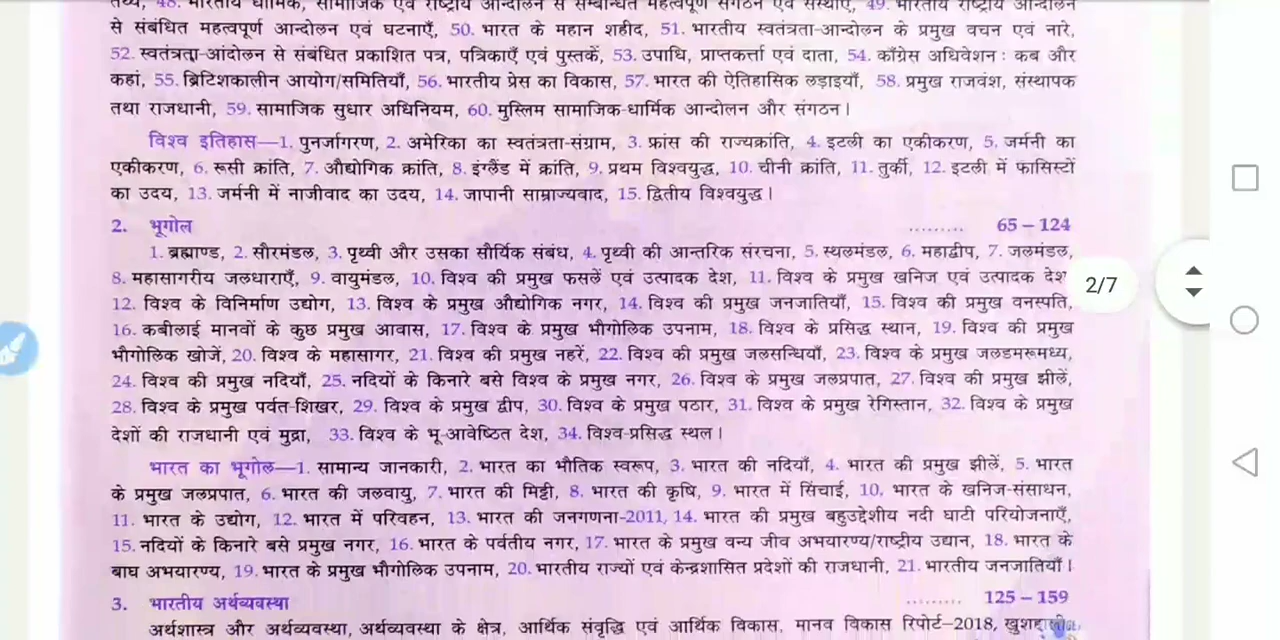 तथ्य, 48. भारतीय धार्मिक, सामाजिक एवं राष्ट्रीय आन्दोलन से सम्बन्धित महत्वपूर्ण संगठन एवं संस्थाएँ, 49. भारतीय राष्ट्रीय आन्दोलन
से संबंधित महत्वपूर्ण आन्दोलन एवं घटनाएँ, 50. भारत के महान शहीद, 51. भारतीय स्वतंत्रता-आन्दोलन के प्रमुख वचन एवं नारे,
52. स्वतंत्रता-आंदोलन से संबंधित प्रकाशित पत्र, पत्रिकाएँ एवं पुस्तकें, 53. उपाधि, प्राप्तकर्त्ता एवं दाता, 54. काँग्रेस अधिवेशन : कब और
कहां, 55. ब्रिटिशकालीन आयोग/समितियाँ, 56. भारतीय प्रेस का विकास, 57. भारत की ऐतिहासिक लड़ाइयाँ, 58. प्रमुख राजवंश, संस्थापक
तथा राजधानी, 59. सामाजिक सुधार अधिनियम, 60. मुस्लिम सामाजिक-धार्मिक आन्दोलन और संगठन।
विश्व इतिहास—1. पुनर्जागरण, 2. अमेरिका का स्वतंत्रता-संग्राम, 3. फ्रांस की राज्यक्रांति, 4. इटली का एकीकरण, 5. जर्मनी का
एकीकरण, 6. रूसी क्रांति, 7. औद्योगिक क्रांति, 8. इंग्लैंड में क्रांति, 9. प्रथम विश्वयुद्ध, 10. चीनी क्रांति, 11. तुर्की, 12. इटली में फासिस्टों
का उदय, 13. जर्मनी में नाजीवाद का उदय, 14. जापानी साम्राज्यवाद, 15. द्वितीय विश्वयुद्ध।
2. भूगोल ......... 65 – 124
1. ब्रह्माण्ड, 2. सौरमंडल, 3. पृथ्वी और उसका सौर्यिक संबंध, 4. पृथ्वी की आन्तरिक संरचना, 5. स्थलमंडल, 6. महाद्वीप, 7. जलमंडल,
8. महासागरीय जलधाराएँ, 9. वायुमंडल, 10. विश्व की प्रमुख फसलें एवं उत्पादक देश, 11. विश्व के प्रमुख खनिज एवं उत्पादक देश
12. विश्व के विनिर्माण उद्योग, 13. विश्व के प्रमुख औद्योगिक नगर, 14. विश्व की प्रमुख जनजातियाँ, 15. विश्व की प्रमुख वनस्पति,
16. कबीलाई मानवों के कुछ प्रमुख आवास, 17. विश्व के प्रमुख भौगोलिक उपनाम, 18. विश्व के प्रसिद्ध स्थान, 19. विश्व की प्रमुख
भौगोलिक खोजें, 20. विश्व के महासागर, 21. विश्व की प्रमुख नहरें, 22. विश्व की प्रमुख जलसन्धियाँ, 23. विश्व के प्रमुख जलडमरूमध्य,
24. विश्व की प्रमुख नदियाँ, 25. नदियों के किनारे बसे विश्व के प्रमुख नगर, 26. विश्व के प्रमुख जलप्रपात, 27. विश्व की प्रमुख झीलें,
28. विश्व के प्रमुख पर्वत-शिखर, 29. विश्व के प्रमुख द्वीप, 30. विश्व के प्रमुख पठार, 31. विश्व के प्रमुख रेगिस्तान, 32. विश्व के प्रमुख
देशों की राजधानी एवं मुद्रा, 33. विश्व के भू-आवेष्ठित देश, 34. विश्व-प्रसिद्ध स्थल।
भारत का भूगोल—1. सामान्य जानकारी, 2. भारत का भौतिक स्वरूप, 3. भारत की नदियाँ, 4. भारत की प्रमुख झीलें, 5. भारत
के प्रमुख जलप्रपात, 6. भारत की जलवायु, 7. भारत की मिट्टी, 8. भारत की कृषि, 9. भारत में सिंचाई, 10. भारत के खनिज-संसाधन,
11. भारत के उद्योग, 12. भारत में परिवहन, 13. भारत की जनगणना-2011, 14. भारत की प्रमुख बहुउद्देशीय नदी घाटी परियोजनाएँ,
15. नदियों के किनारे बसे प्रमुख नगर, 16. भारत के पर्वतीय नगर, 17. भारत के प्रमुख वन्य जीव अभयारण्य/राष्ट्रीय उद्यान, 18. भारत के
बाघ अभयारण्य, 19. भारत के प्रमुख भौगोलिक उपनाम, 20. भारतीय राज्यों एवं केन्द्रशासित प्रदेशों की राजधानी, 21. भारतीय जनजातियाँ।
3. भारतीय अर्थव्यवस्था ......... 125 – 159
अर्थशास्त्र और अर्थव्यवस्था, अर्थव्यवस्था के क्षेत्र, आर्थिक संवृद्धि एवं आर्थिक विकास, मानव विकास रिपोर्ट–2018,
2/7